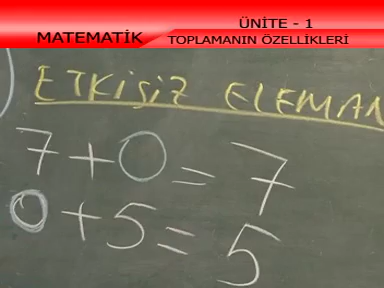 ÜNİTE - 1
MATEMATİK
TOPLAMANIN ÖZELLİKLERİ
ETKİSİZ ELEMAN
7 + 0 = 7
0 + 5 = 5